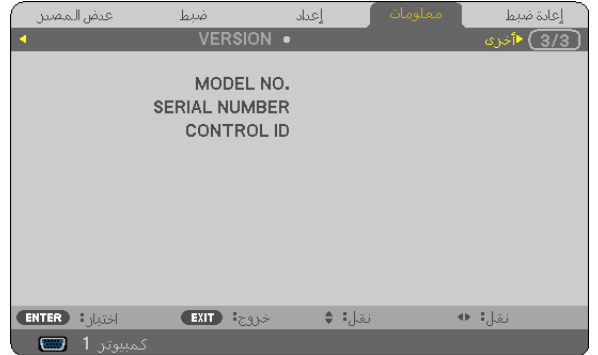 عرض المصدر ضبط إعداد معلومات إعادة ضبط
VERSION • أخرى (3/3)
MODEL NO.
SERIAL NUMBER
CONTROL ID
ENTER اختيار: EXIT خروج: نقل: نقل:
كمبيوتر 1